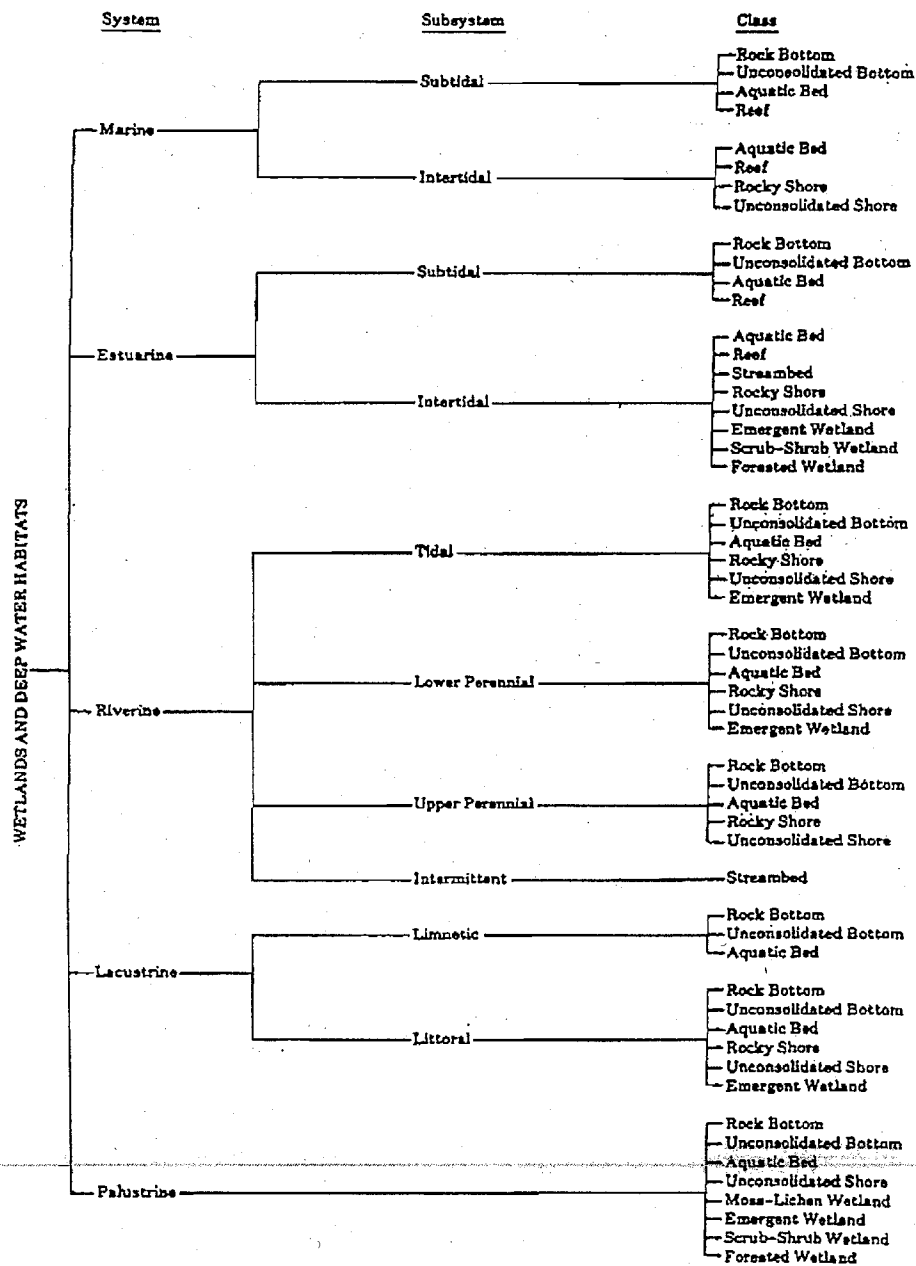 System Subsystem Class
Rock Bottom
Unconsolidated Bottom
Subtidal
Aquatic Bed
Reef
Marine
Aquatic Bed
Reef
Intertidal
Rocky Shore
Unconsolidated Shore
Rock Bottom
Unconsolidated Bottom
Subtidal
Aquatic Bed
Reef
Estuarine
Aquatic Bed
Reef
Streambed
Rocky Shore
Intertidal
Unconsolidated Shore
Emergent Wetland
Scrub-Shrub Wetland
Forested Wetland
WETLANDS AND DEEP WATER HABITATS
Rock Bottom
Unconsolidated Bottom
Aquatic Bed
Tidal
Rocky Shore
Unconsolidated Shore
Emergent Wetland
Rock Bottom
Unconsolidated Bottom
Aquatic Bed
Lower Perennial
Rocky Shore
Unconsolidated Shore
Emergent Wetland
Riverine
Rock Bottom
Unconsolidated Bottom
Upper Perennial
Aquatic Bed
Rocky Shore
Unconsolidated Shore
Intermittent
Streambed
Rock Bottom
Limnetic
Unconsolidated Bottom
Aquatic Bed
Lacustrine
Rock Bottom
Unconsolidated Bottom
Aquatic Bed
Littoral
Rocky Shore
Unconsolidated Shore
Emergent Wetland
Rock Bottom
Unconsolidated Bottom
Aquatic Bed
Unconsolidated Shore
Palustrine
Moss-Lichen Wetland
Emergent Wetland
Scrub-Shrub Wetland
Forested Wetland